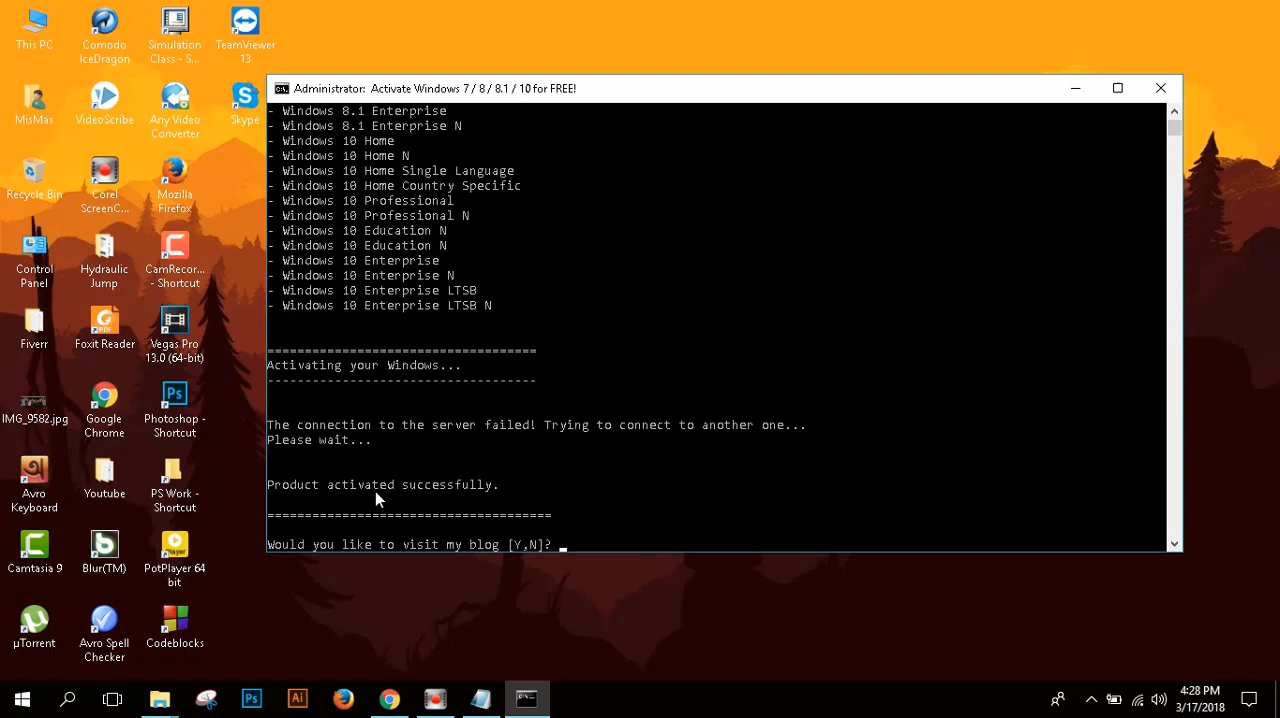 This PC
Comodo
IceDragon
Simulation
Class - S...
TeamViewer
13
MisMas
VideoScribe
Any Video
Converter
Skype
Recycle Bin
Corel
ScreenC...
Mozilla
Firefox
Control
Panel
Hydraulic
Jump
CamRecor...
- Shortcut
Fiverr
Foxit Reader
Vegas Pro
13.0 (64-bit)
IMG_9582.jpg
Google
Chrome
Photoshop -
Shortcut
Avro
Keyboard
Youtube
PS Work -
Shortcut
Camtasia 9
Blur(TM)
PotPlayer 64
bit
µTorrent
Avro Spell
Checker
Codeblocks
Administrator: Activate Windows 7 / 8 / 8.1 / 10 for FREE!
- Windows 8.1 Enterprise
- Windows 8.1 Enterprise N
- Windows 10 Home
- Windows 10 Home N
- Windows 10 Home Single Language
- Windows 10 Home Country Specific
- Windows 10 Professional
- Windows 10 Professional N
- Windows 10 Education N
- Windows 10 Education N
- Windows 10 Enterprise
- Windows 10 Enterprise N
- Windows 10 Enterprise LTSB
- Windows 10 Enterprise LTSB N
====================================
Activating your Windows...
------------------------------------
The connection to the server failed! Trying to connect to another one...
Please wait...
Product activated successfully.
======================================
Would you like to visit my blog [Y,N]?
4:28 PM
3/17/2018